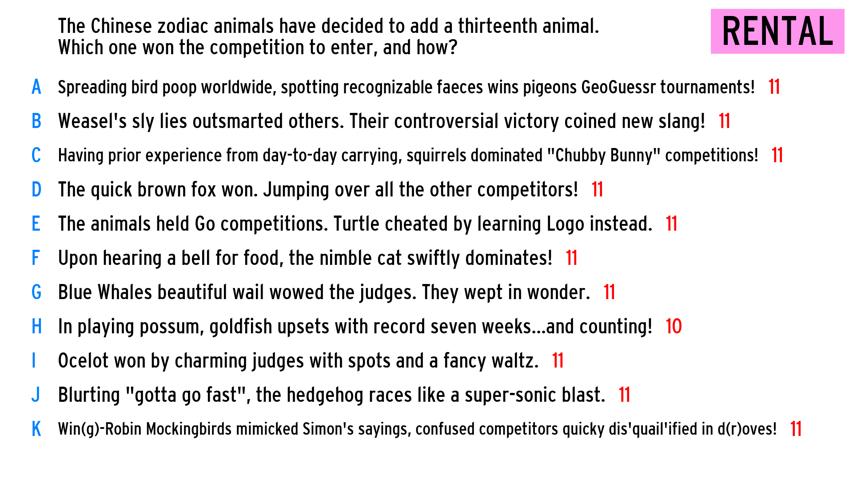 The Chinese zodiac animals have decided to add a thirteenth animal.
Which one won the competition to enter, and how?
RENTAL
A Spreading bird poop worldwide, spotting recognizable faeces wins pigeons GeoGuessr tournaments! 11
B Weasel's sly lies outsmarted others. Their controversial victory coined new slang! 11
C Having prior experience from day-to-day carrying, squirrels dominated "Chubby Bunny" competitions! 11
D The quick brown fox won. Jumping over all the other competitors! 11
E The animals held Go competitions. Turtle cheated by learning Logo instead. 11
F Upon hearing a bell for food, the nimble cat swiftly dominates! 11
G Blue Whales beautiful wail wowed the judges. They wept in wonder. 11
H In playing possum, goldfish upsets with record seven weeks...and counting! 10
I Ocelot won by charming judges with spots and a fancy waltz. 11
J Blurting "gotta go fast", the hedgehog races like a super-sonic blast. 11
K Win(g)-Robin Mockingbirds mimicked Simon's sayings, confused competitors quicky dis'quail'ified in d(r)oves! 11